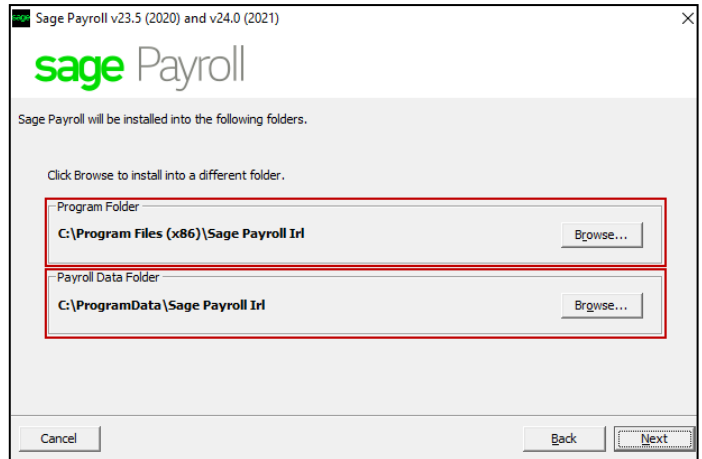 sage Sage Payroll v23.5 (2020) and v24.0 (2021)
sage Payroll
Sage Payroll will be installed into the following folders.
Click Browse to install into a different folder.
Program Folder
C:\Program Files (x86)\Sage Payroll Irl Browse...
Payroll Data Folder
C:\ProgramData\Sage Payroll Irl Browse...
Cancel Back Next